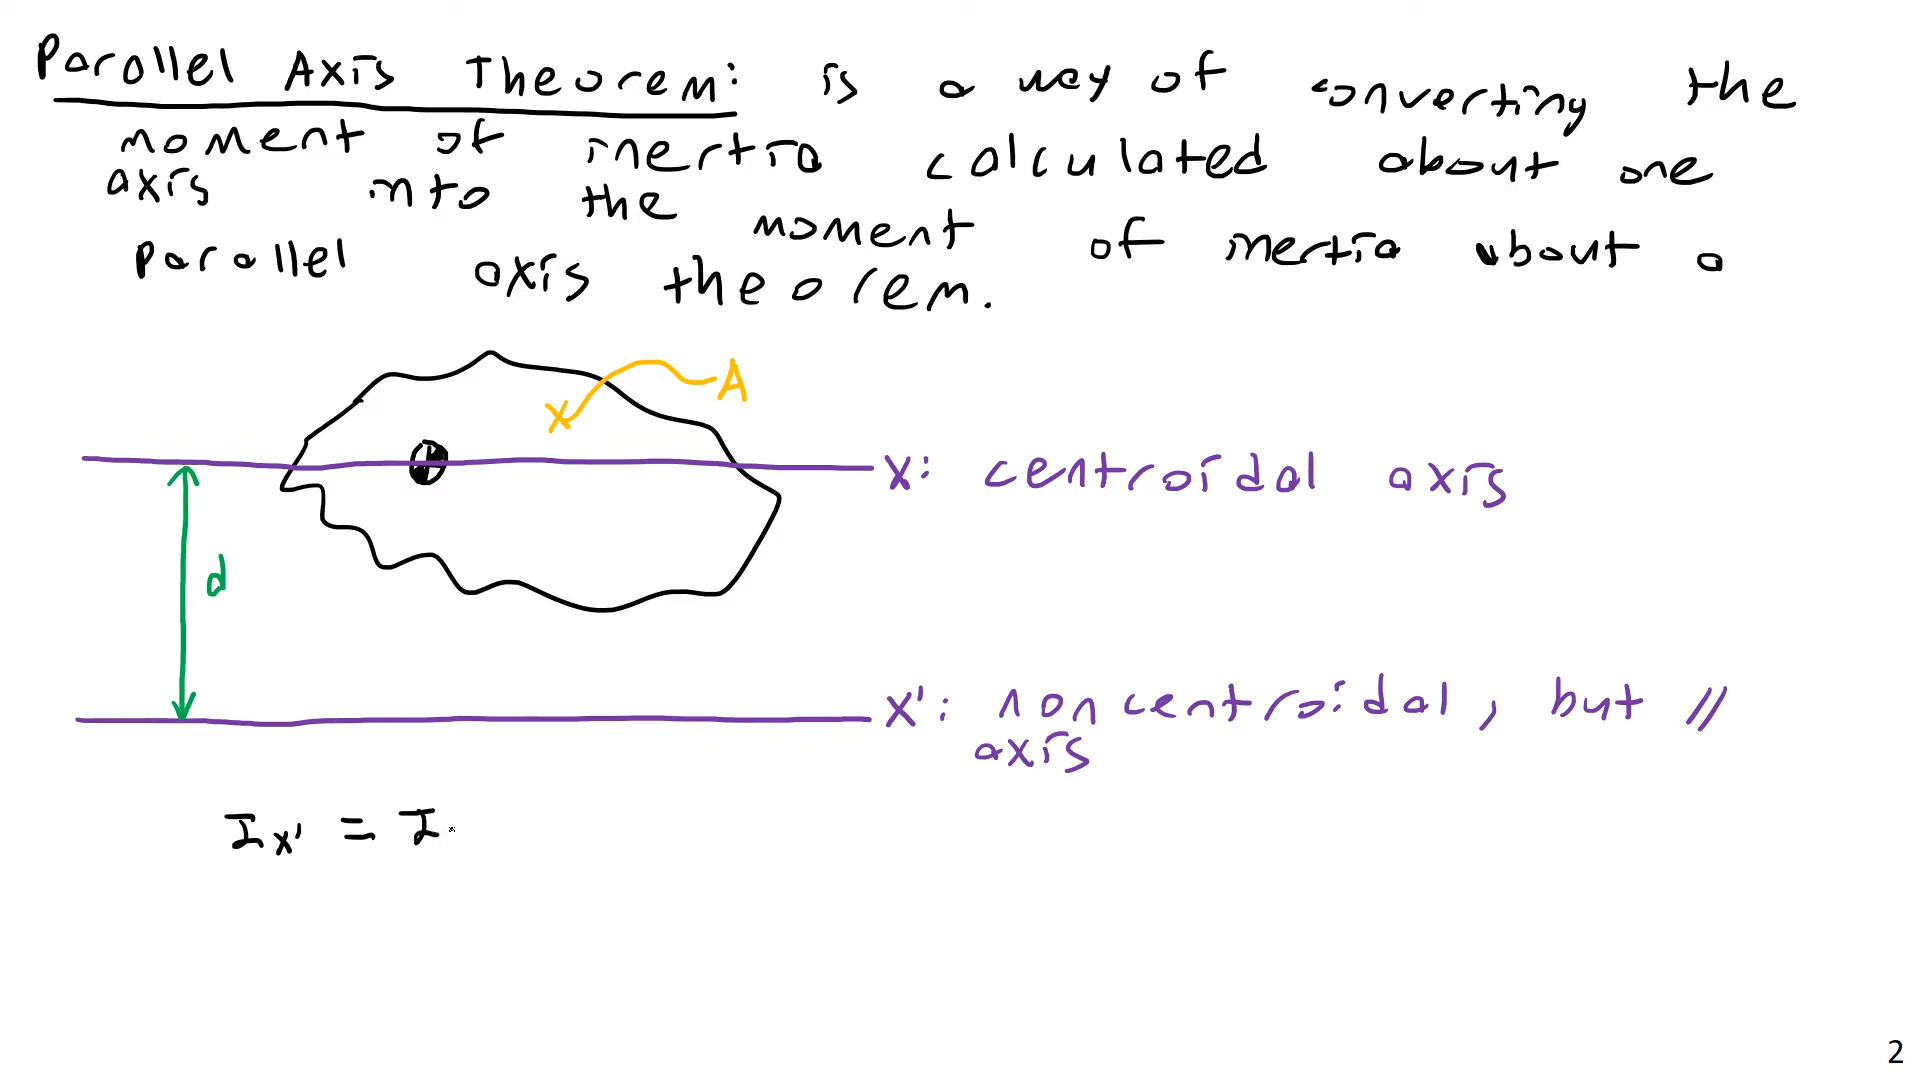 Parallel Axis Theorem: is a way of converting the
moment of inertia calculated about one
axis into the moment of inertia about a
parallel axis theorem.
A
x: centroidal axis
d
x': noncentroidal, but //
axis
Ix' = I
2